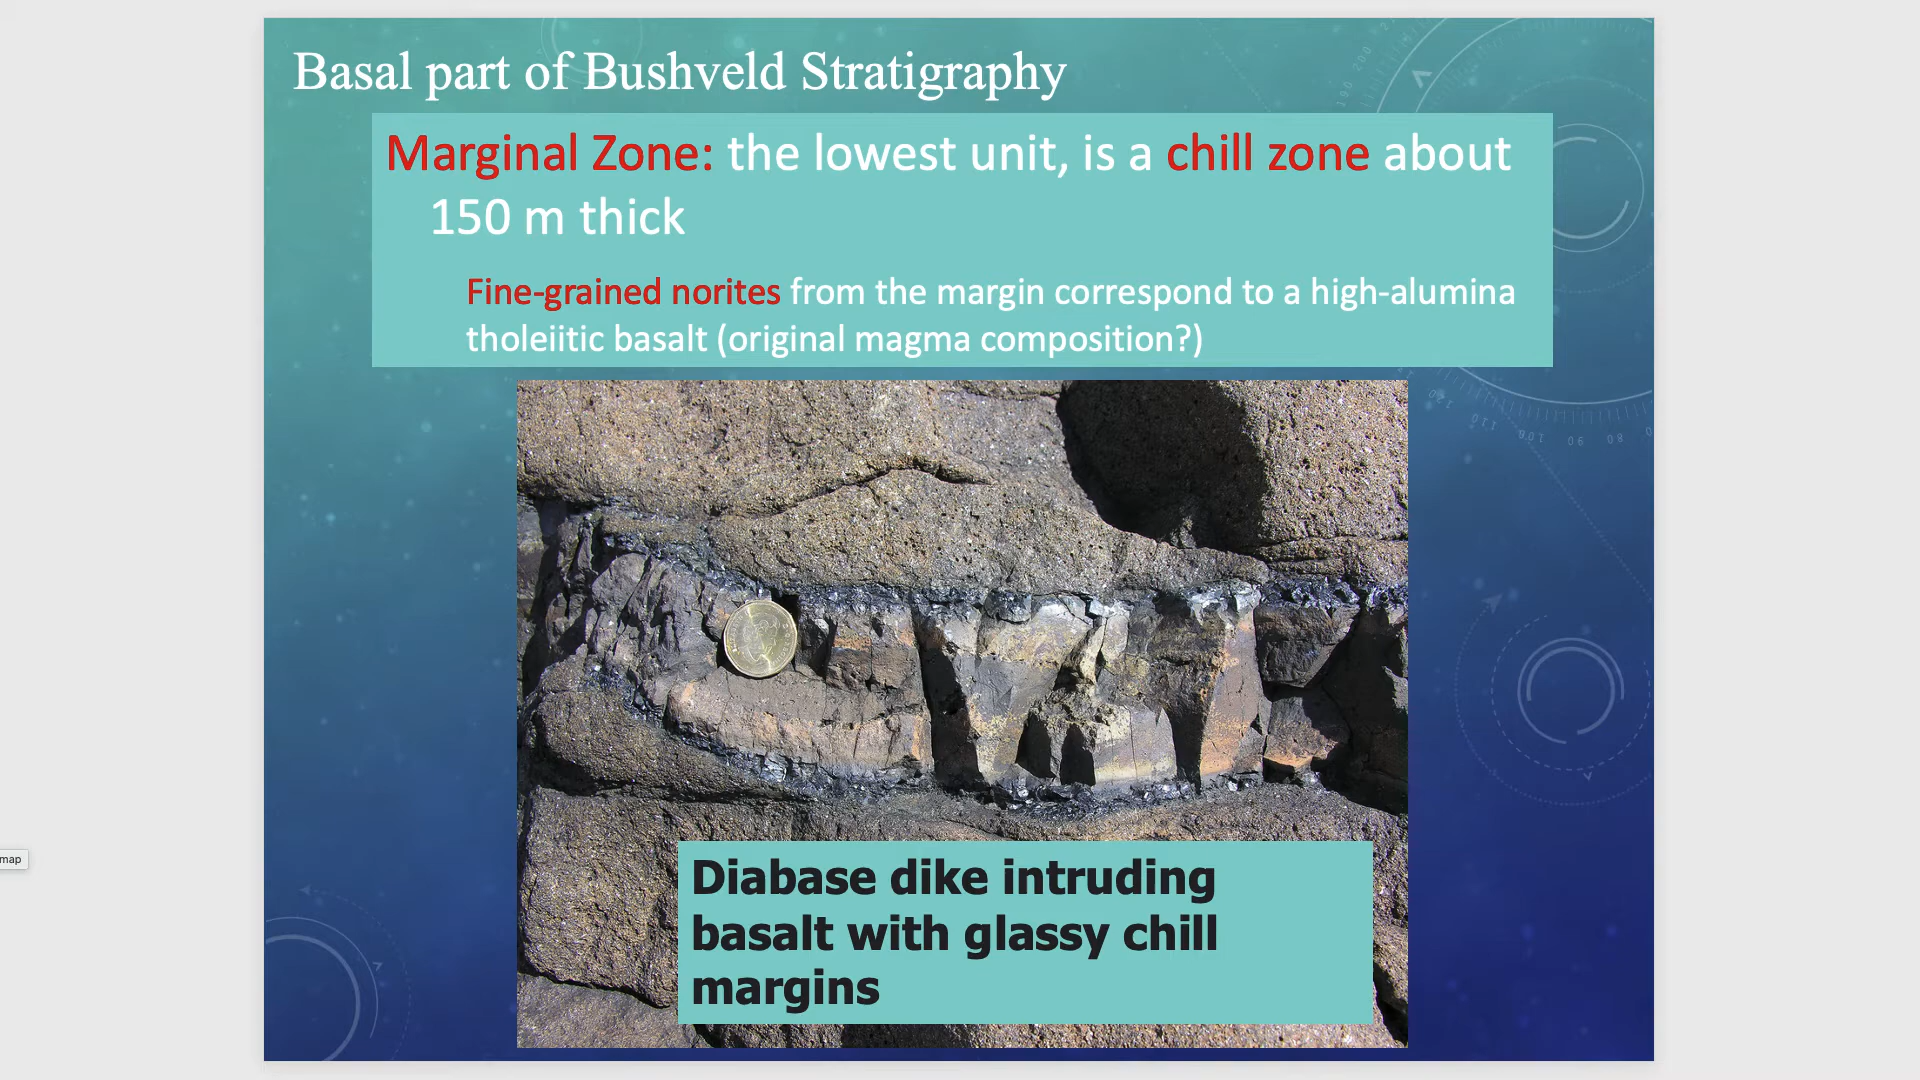 Basal part of Bushveld Stratigraphy
Marginal Zone: the lowest unit, is a chill zone about
150 m thick
Fine-grained norites from the margin correspond to a high-alumina
tholeiitic basalt (original magma composition?)
Diabase dike intruding
basalt with glassy chill
margins
map